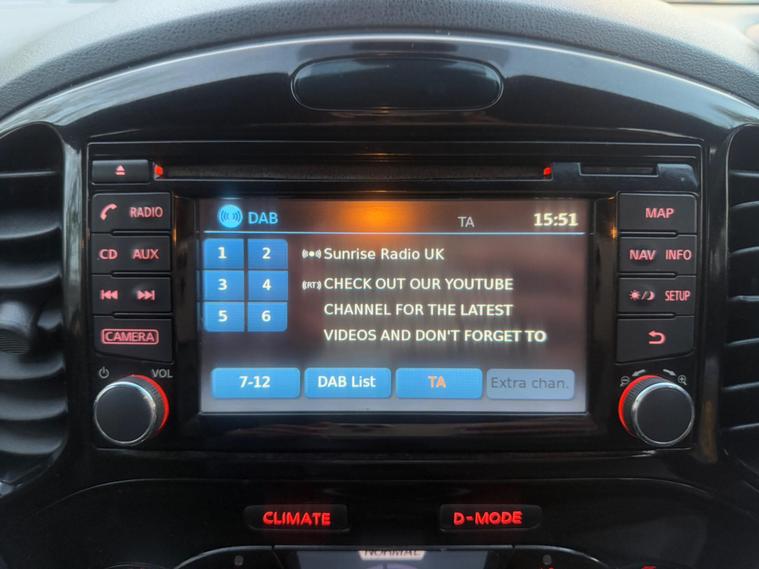 RADIO
CD AUX
CAMERA
VOL
DAB TA 15:51
1 2
3 4
5 6
Sunrise Radio UK
(RT) CHECK OUT OUR YOUTUBE
CHANNEL FOR THE LATEST
VIDEOS AND DON'T FORGET TO
7-12 DAB List TA Extra chan.
MAP
NAV INFO
SETUP
CLIMATE D-MODE
NORMAL